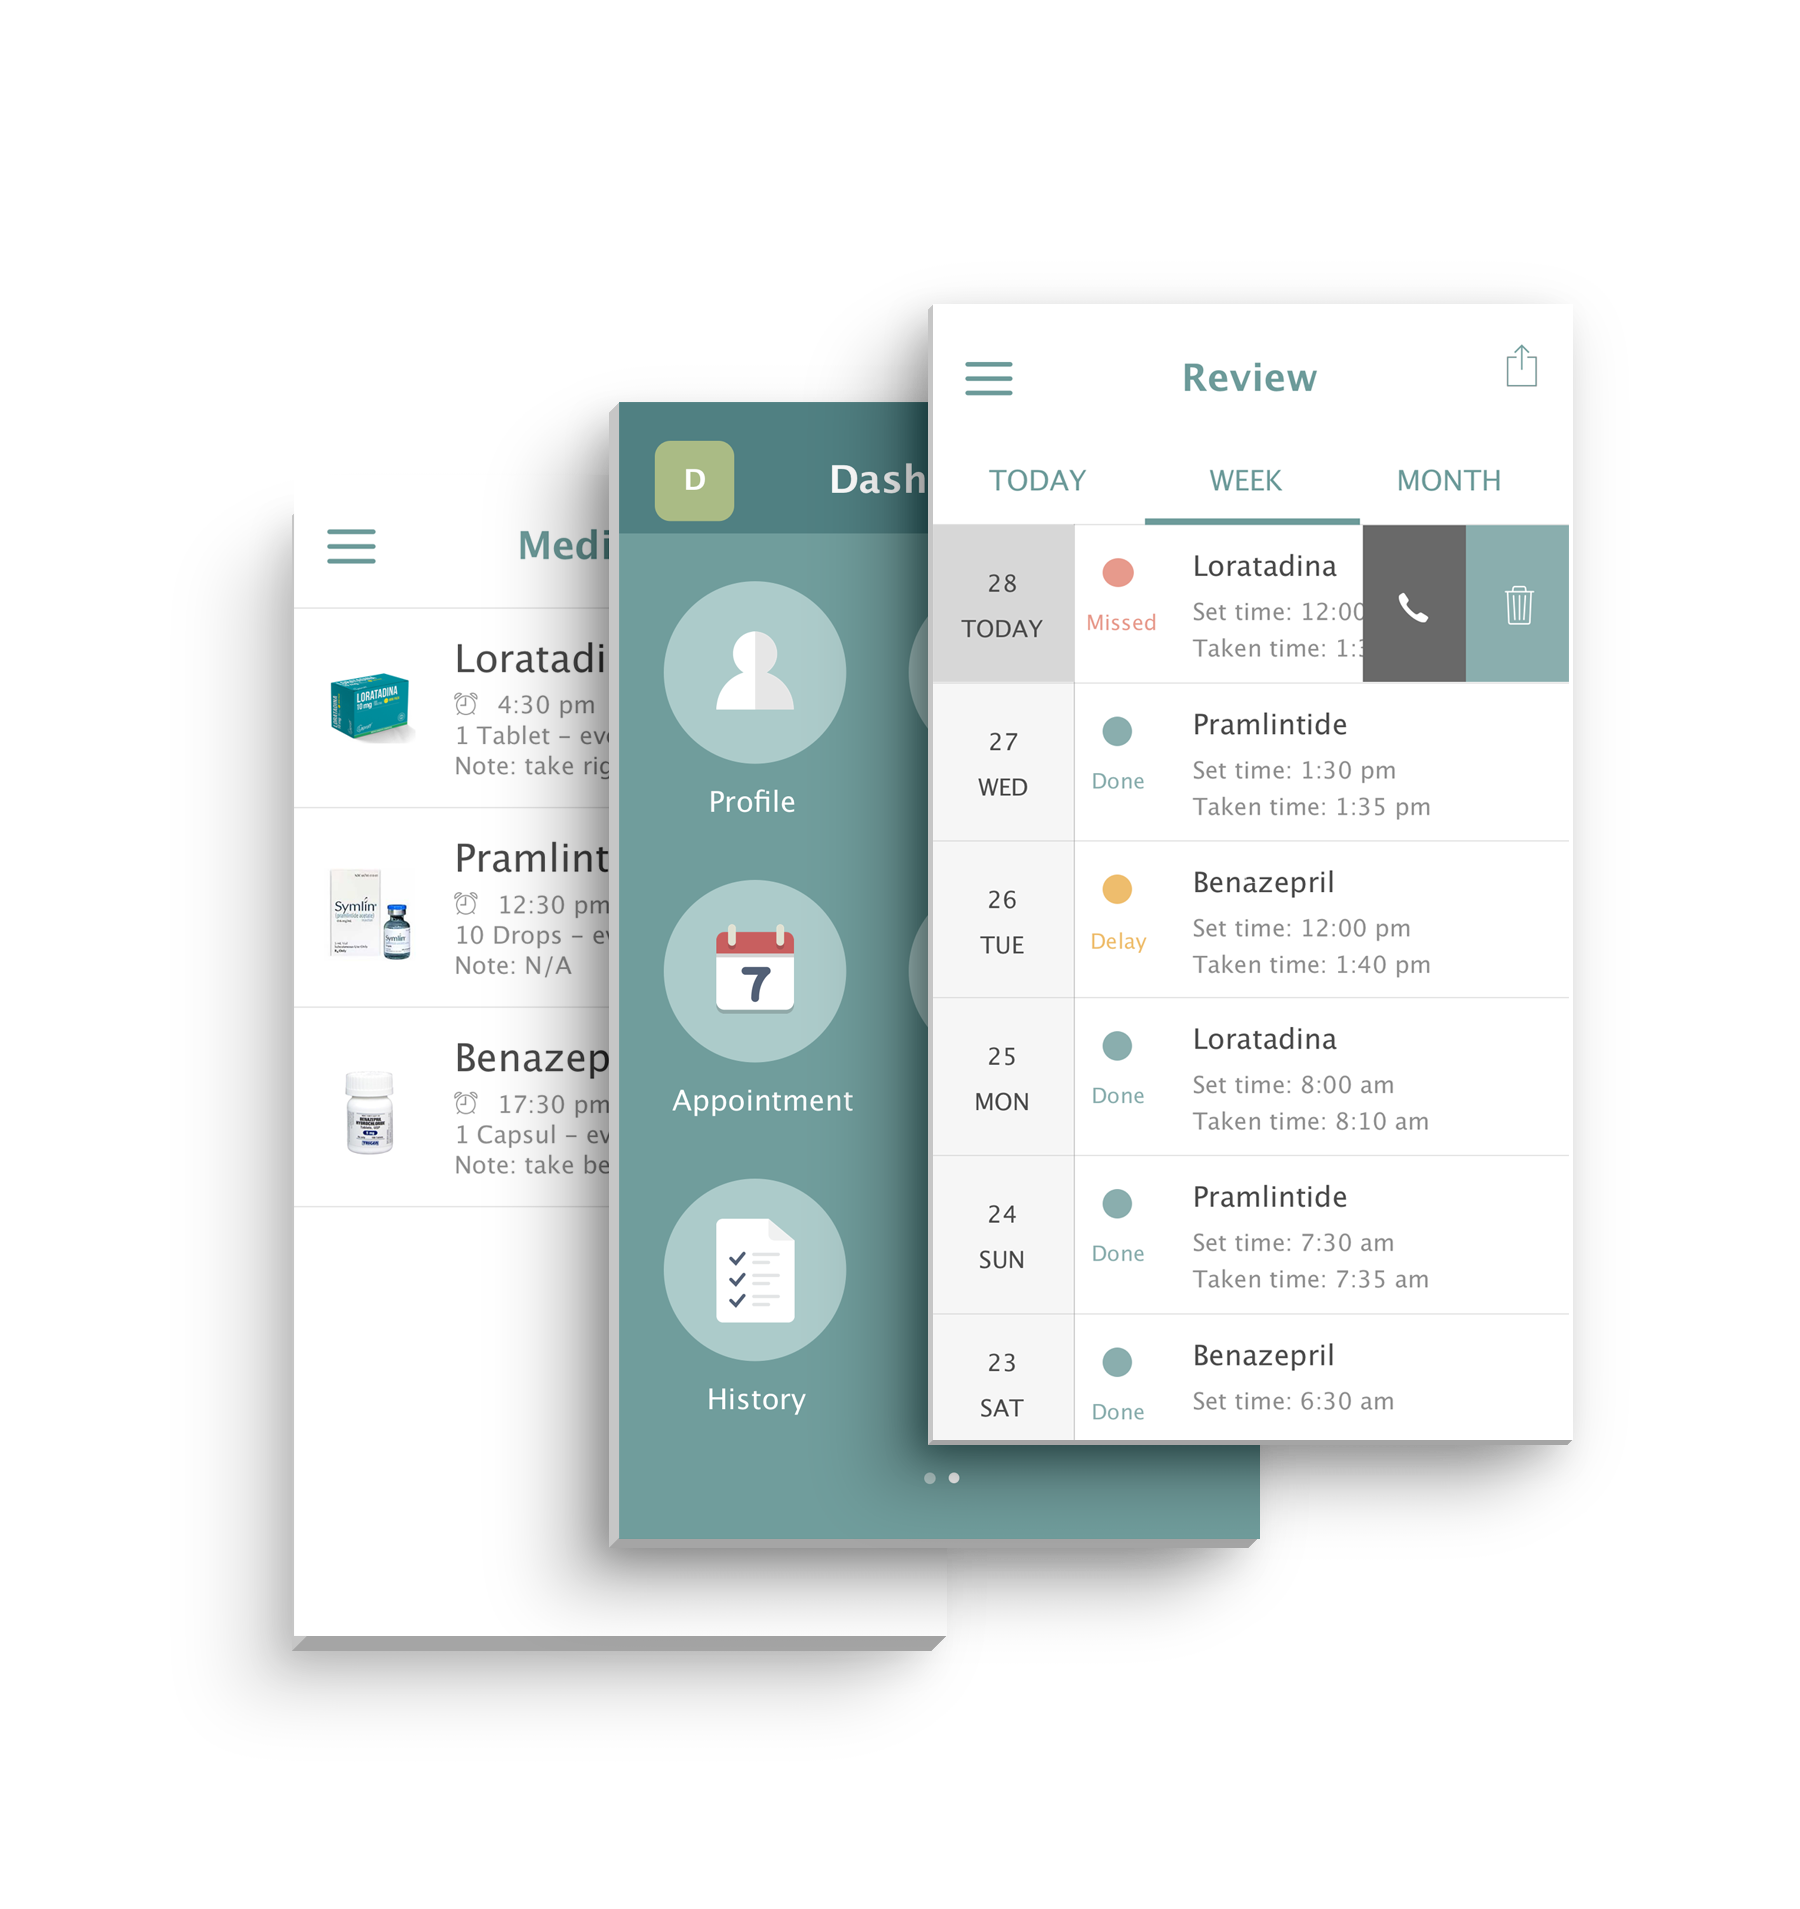 Medi
Loratadi
4:30 pm
1 Tablet – eve
Note: take rig
LORATADINA
10 mg
Pramlint
12:30 pm
10 Drops – ev
Note: N/A
Symlin
Symlin
Benazep
17:30 pm
1 Capsul – ev
Note: take be
D
Dash
Profile
7
Appointment
History
Review
TODAY
WEEK
MONTH
28
TODAY
Missed
Loratadina
Set time: 12:00
Taken time: 1:3
27
WED
Done
Pramlintide
Set time: 1:30 pm
Taken time: 1:35 pm
26
TUE
Delay
Benazepril
Set time: 12:00 pm
Taken time: 1:40 pm
25
MON
Done
Loratadina
Set time: 8:00 am
Taken time: 8:10 am
24
SUN
Done
Pramlintide
Set time: 7:30 am
Taken time: 7:35 am
23
SAT
Done
Benazepril
Set time: 6:30 am